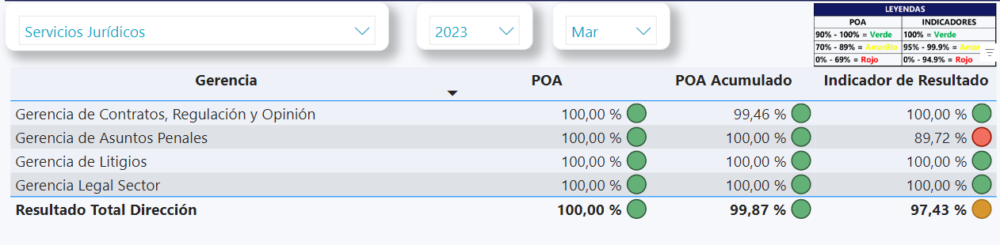 Servicios Jurídicos
2023
Mar
LEYENDAS
POA INDICADORES
90% - 100% = Verde 100% = Verde
70% - 89% = Amarillo 95% - 99.9% = Amar
0% - 69% = Rojo 0% - 94.9% = Rojo
Gerencia POA POA Acumulado Indicador de Resultado
Gerencia de Contratos, Regulación y Opinión 100,00 % 99,46 % 100,00 %
Gerencia de Asuntos Penales 100,00 % 100,00 % 89,72 %
Gerencia de Litigios 100,00 % 100,00 % 100,00 %
Gerencia Legal Sector 100,00 % 100,00 % 100,00 %
Resultado Total Dirección 100,00 % 99,87 % 97,43 %